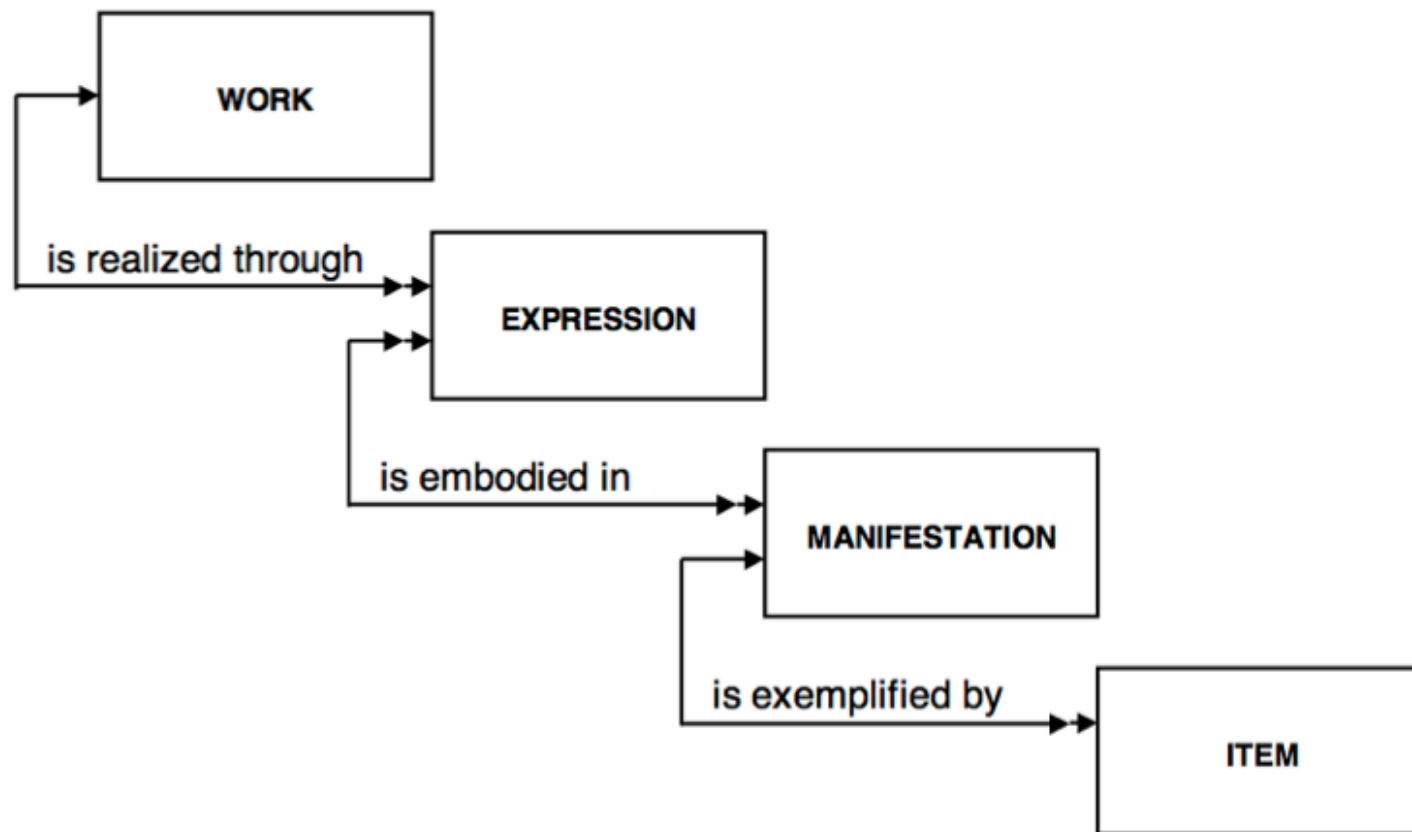 WORK
is realized through
EXPRESSION
is embodied in
MANIFESTATION
is exemplified by
ITEM